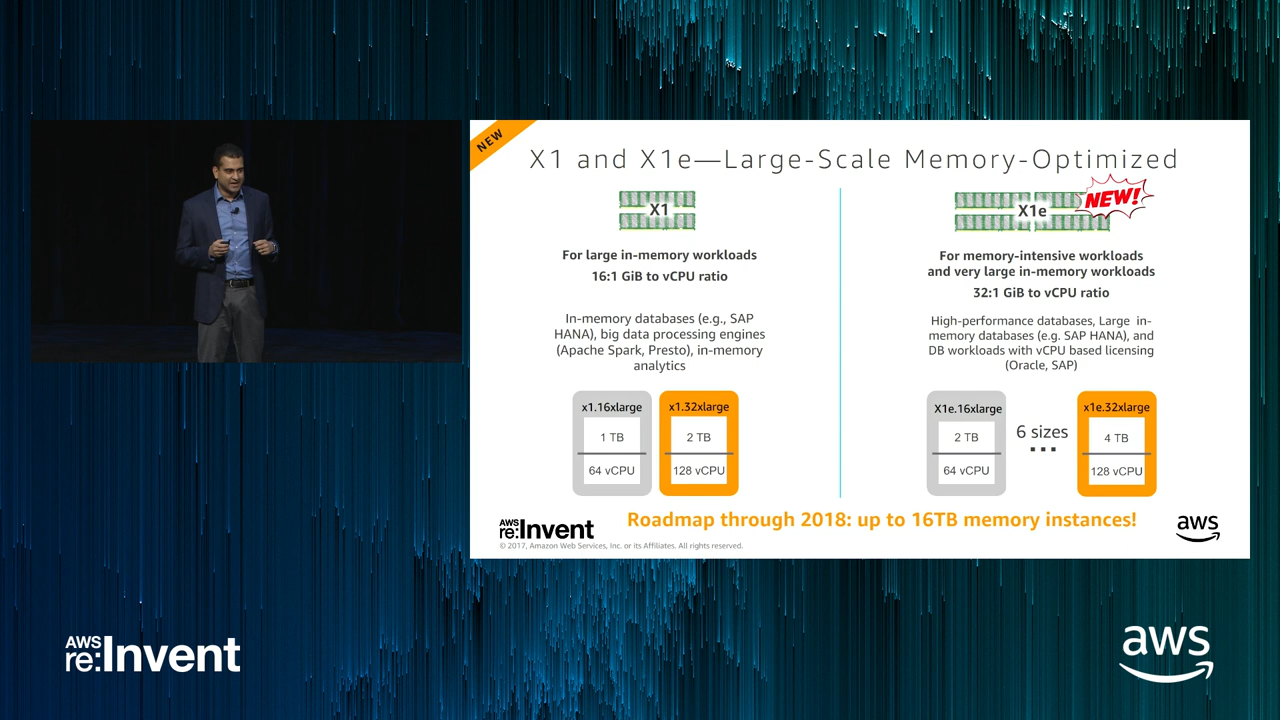 NEW
X1 and X1e—Large-Scale Memory-Optimized
X1
For large in-memory workloads
16:1 GiB to vCPU ratio
In-memory databases (e.g., SAP
HANA), big data processing engines
(Apache Spark, Presto), in-memory
analytics
x1.16xlarge
1 TB
64 vCPU
x1.32xlarge
2 TB
128 vCPU
X1e
NEW!
For memory-intensive workloads
and very large in-memory workloads
32:1 GiB to vCPU ratio
High-performance databases, Large in-
memory databases (e.g. SAP HANA), and
DB workloads with vCPU based licensing
(Oracle, SAP)
X1e.16xlarge
2 TB
64 vCPU
6 sizes
...
x1e.32xlarge
4 TB
128 vCPU
Roadmap through 2018: up to 16TB memory instances!
AWS
re:Invent
© 2017, Amazon Web Services, Inc. or its Affiliates. All rights reserved.
aws
AWS
re:Invent
aws